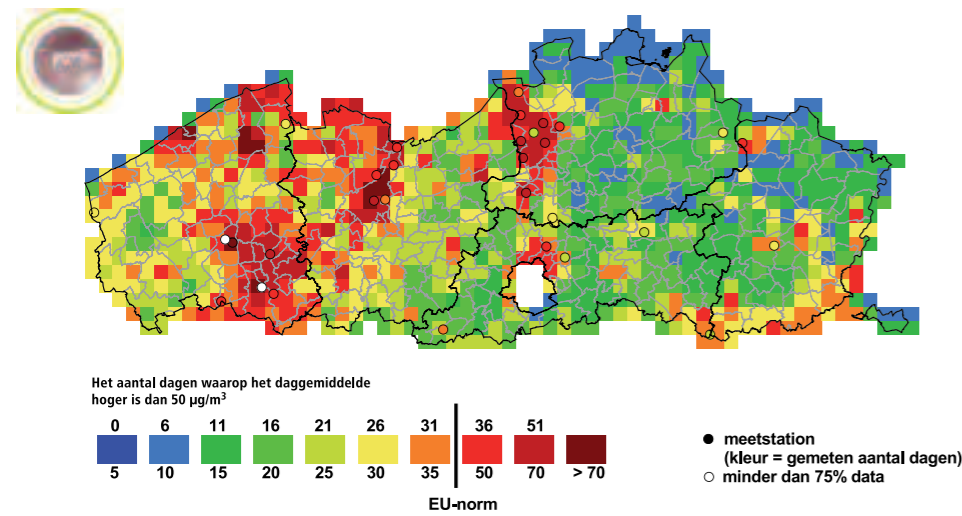 Het aantal dagen waarop het daggemiddelde
hoger is dan 50 µg/m³
0 6 11 16 21 26 31 36 51
5 10 15 20 25 30 35 50 70 > 70
EU-norm
meetstation
(kleur = gemeten aantal dagen)
minder dan 75% data